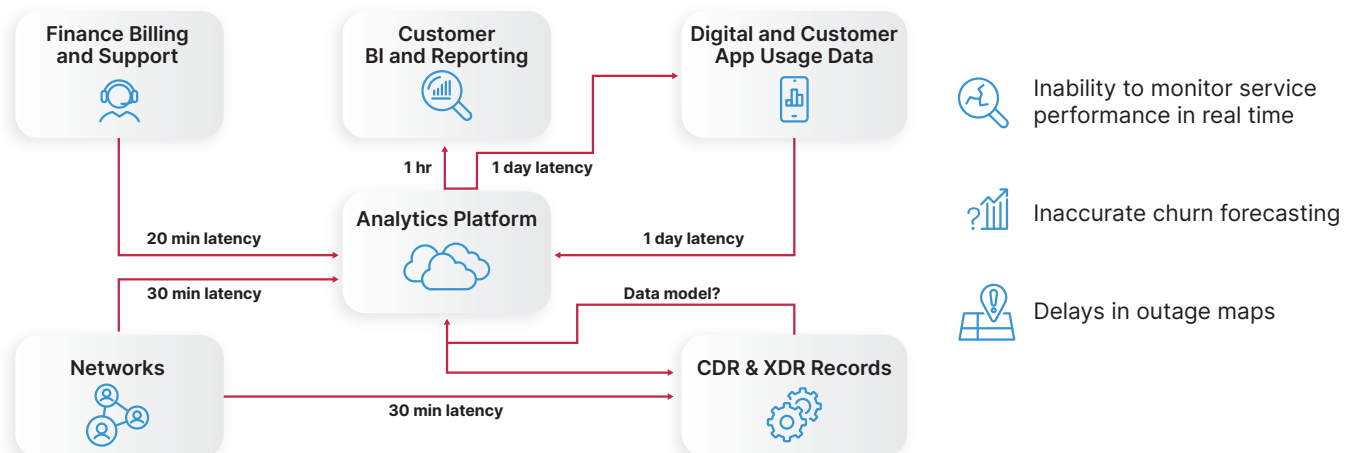 Finance Billing
and Support
Customer
BI and Reporting
Digital and Customer
App Usage Data
1 hr
1 day latency
Analytics Platform
20 min latency
1 day latency
30 min latency
Data model?
Networks
CDR & XDR Records
30 min latency
Inability to monitor service
performance in real time
?
Inaccurate churn forecasting
Delays in outage maps